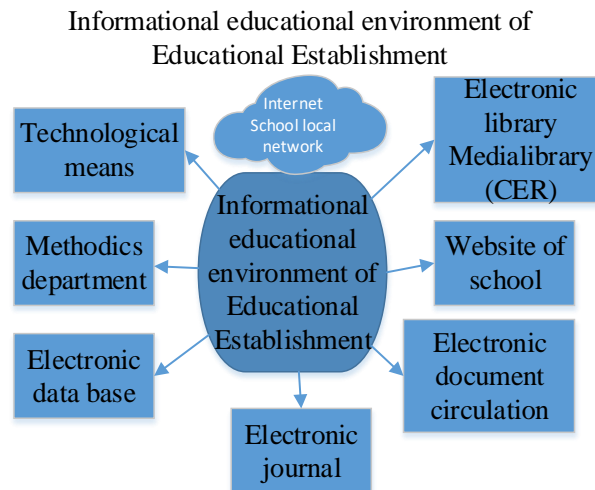 Informational educational environment of
Educational Establishment
Internet
School local
network
Technological
means
Electronic
library
Medialibrary
(CER)
Informational
educational
environment of
Educational
Establishment
Methodics
department
Website of
school
Electronic
data base
Electronic
document
circulation
Electronic
journal